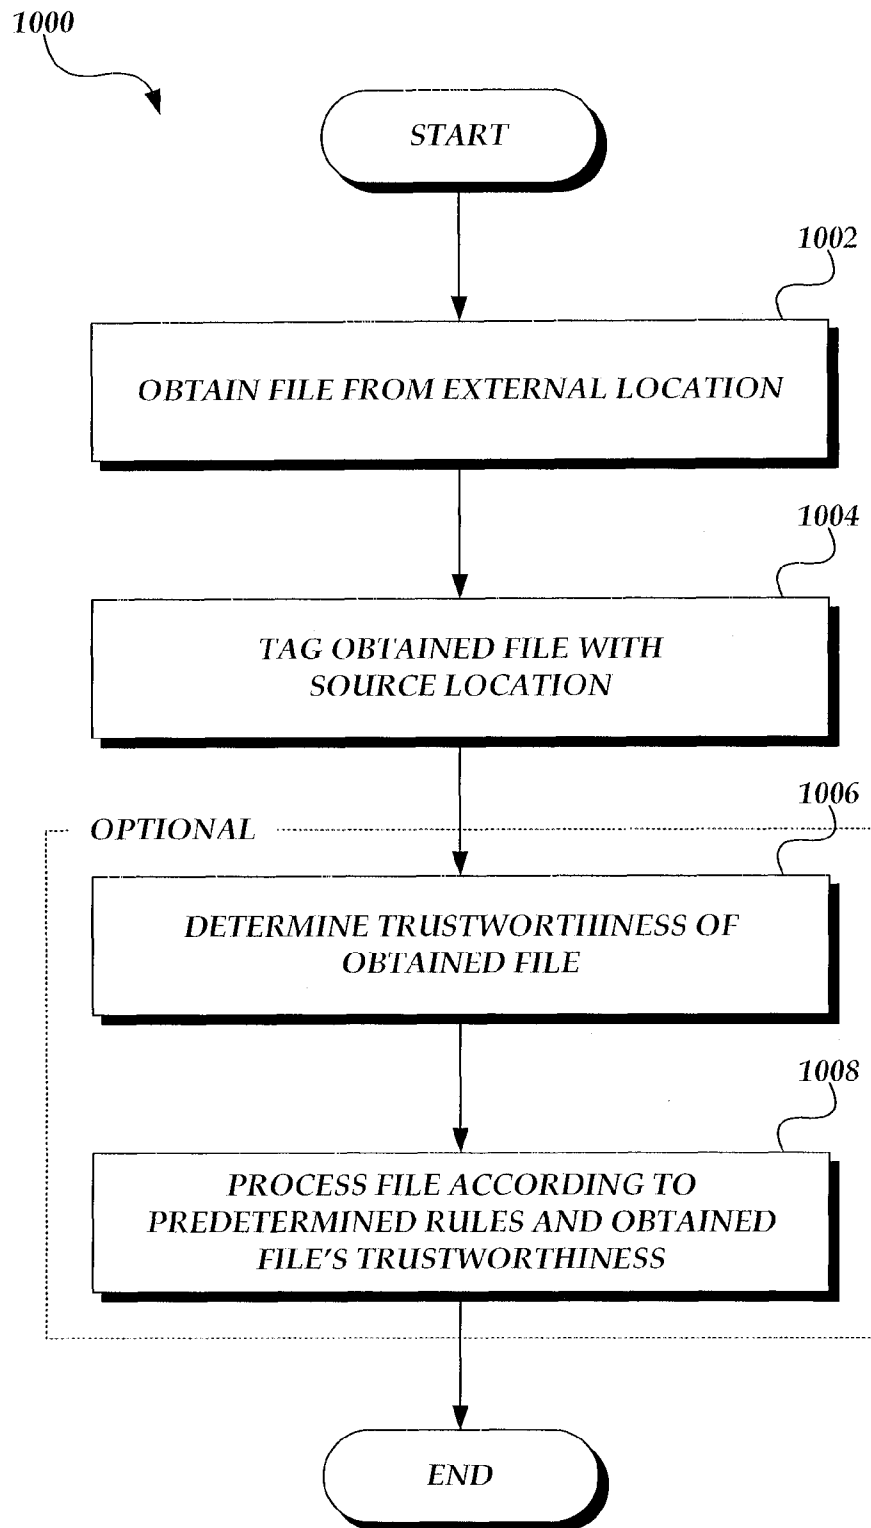 1000
START
1002
OBTAIN FILE FROM EXTERNAL LOCATION
1004
TAG OBTAINED FILE WITH
SOURCE LOCATION
1006
OPTIONAL
DETERMINE TRUSTWORTHINESS OF
OBTAINED FILE
1008
PROCESS FILE ACCORDING TO
PREDETERMINED RULES AND OBTAINED
FILE'S TRUSTWORTHINESS
END